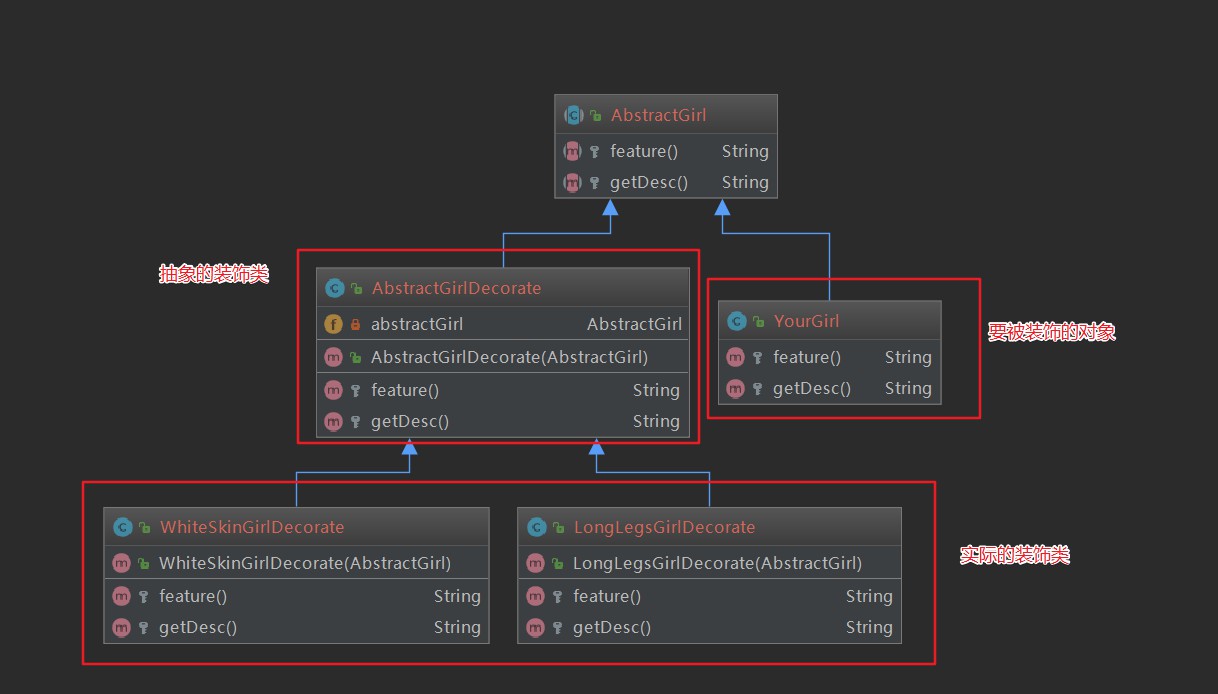 AbstractGirl
feature() String
getDesc() String
抽象的装饰类
AbstractGirlDecorate
abstractGirl AbstractGirl
AbstractGirlDecorate(AbstractGirl)
feature() String
getDesc() String
YourGirl
feature() String
getDesc() String
要被装饰的对象
WhiteSkinGirlDecorate
WhiteSkinGirlDecorate(AbstractGirl)
feature() String
getDesc() String
LongLegsGirlDecorate
LongLegsGirlDecorate(AbstractGirl)
feature() String
getDesc() String
实际的装饰类